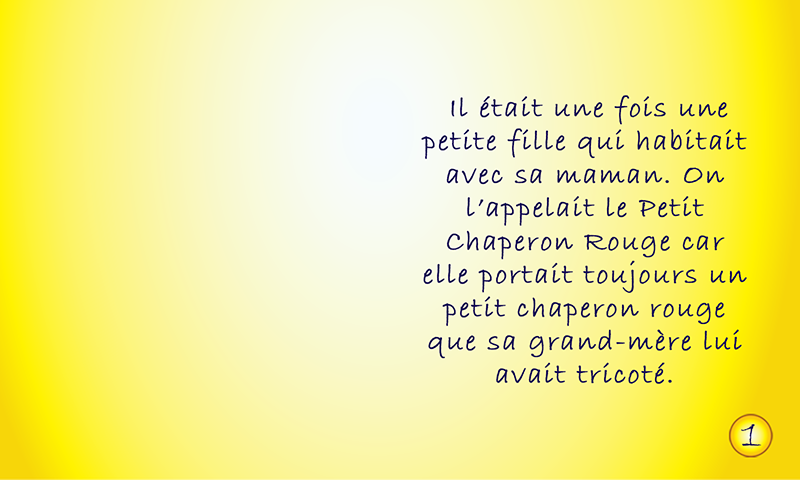 Il était une fois une
petite fille qui habitait
avec sa maman. On
l'appelait le Petit
Chaperon Rouge car
elle portait toujours un
petit chaperon rouge
que sa grand-mère lui
avait tricoté.
1